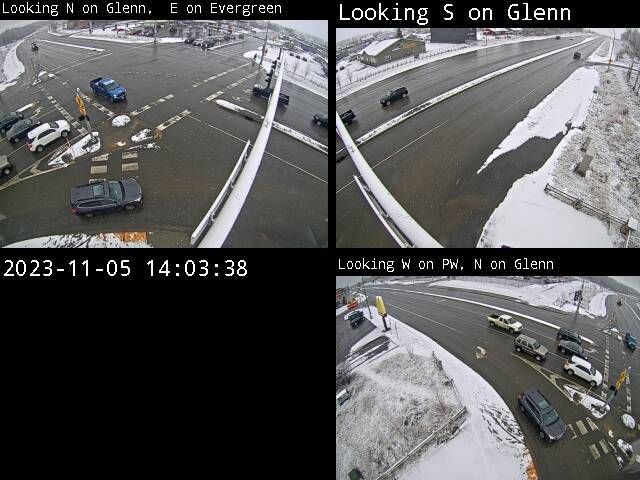 Looking N on Glenn,  E on Evergreen
Looking S on Glenn
2023-11-05 14:03:38
Looking W on PW, N on Glenn